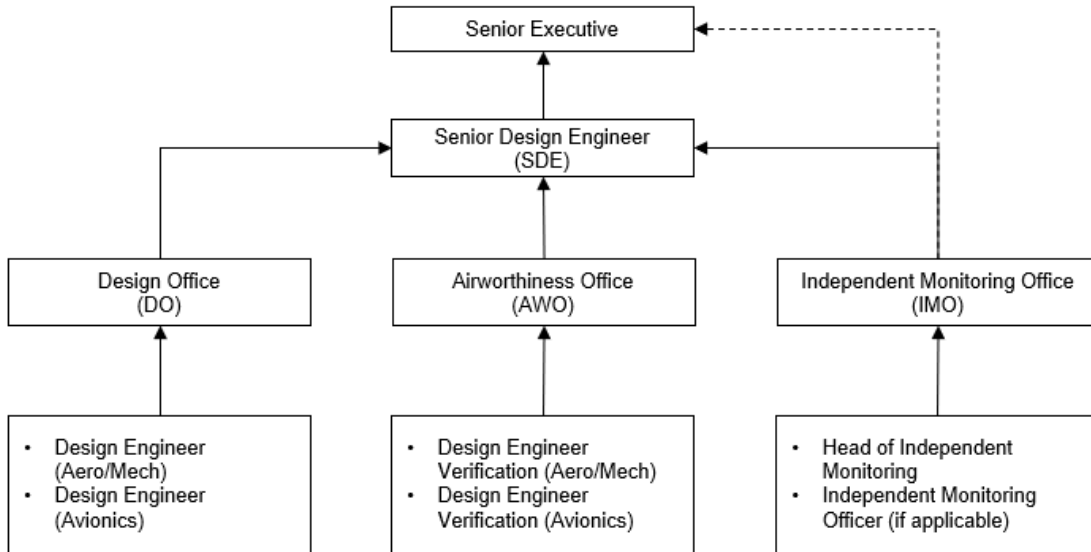 Senior Executive
Senior Design Engineer
(SDE)
Design Office
(DO)
Airworthiness Office
(AWO)
Independent Monitoring Office
(IMO)
• Design Engineer
(Aero/Mech)
• Design Engineer
(Avionics)
• Design Engineer
Verification (Aero/Mech)
• Design Engineer
Verification (Avionics)
• Head of Independent
Monitoring
• Independent Monitoring
Officer (if applicable)